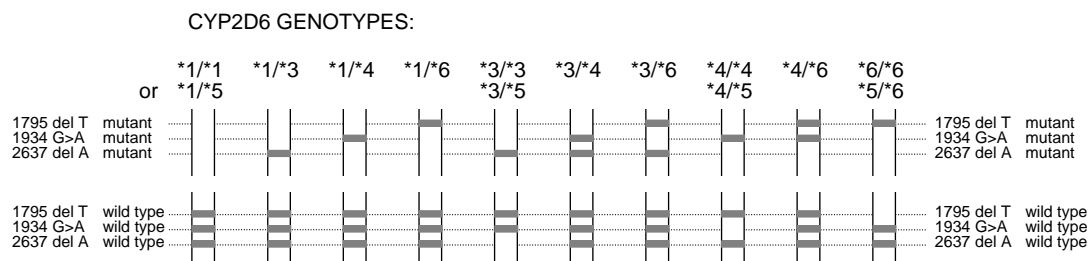 CYP2D6 GENOTYPES:
*1/*1 *1/*3 *1/*4 *1/*6 *3/*3 *3/*4 *3/*6 *4/*4 *4/*6 *6/*6
or *1/*5 *3/*5 *4/*5 *5/*6
1795 del T mutant 1795 del T mutant
1934 G>A mutant 1934 G>A mutant
2637 del A mutant 2637 del A mutant
1795 del T wild type 1795 del T wild type
1934 G>A wild type 1934 G>A wild type
2637 del A wild type 2637 del A wild type